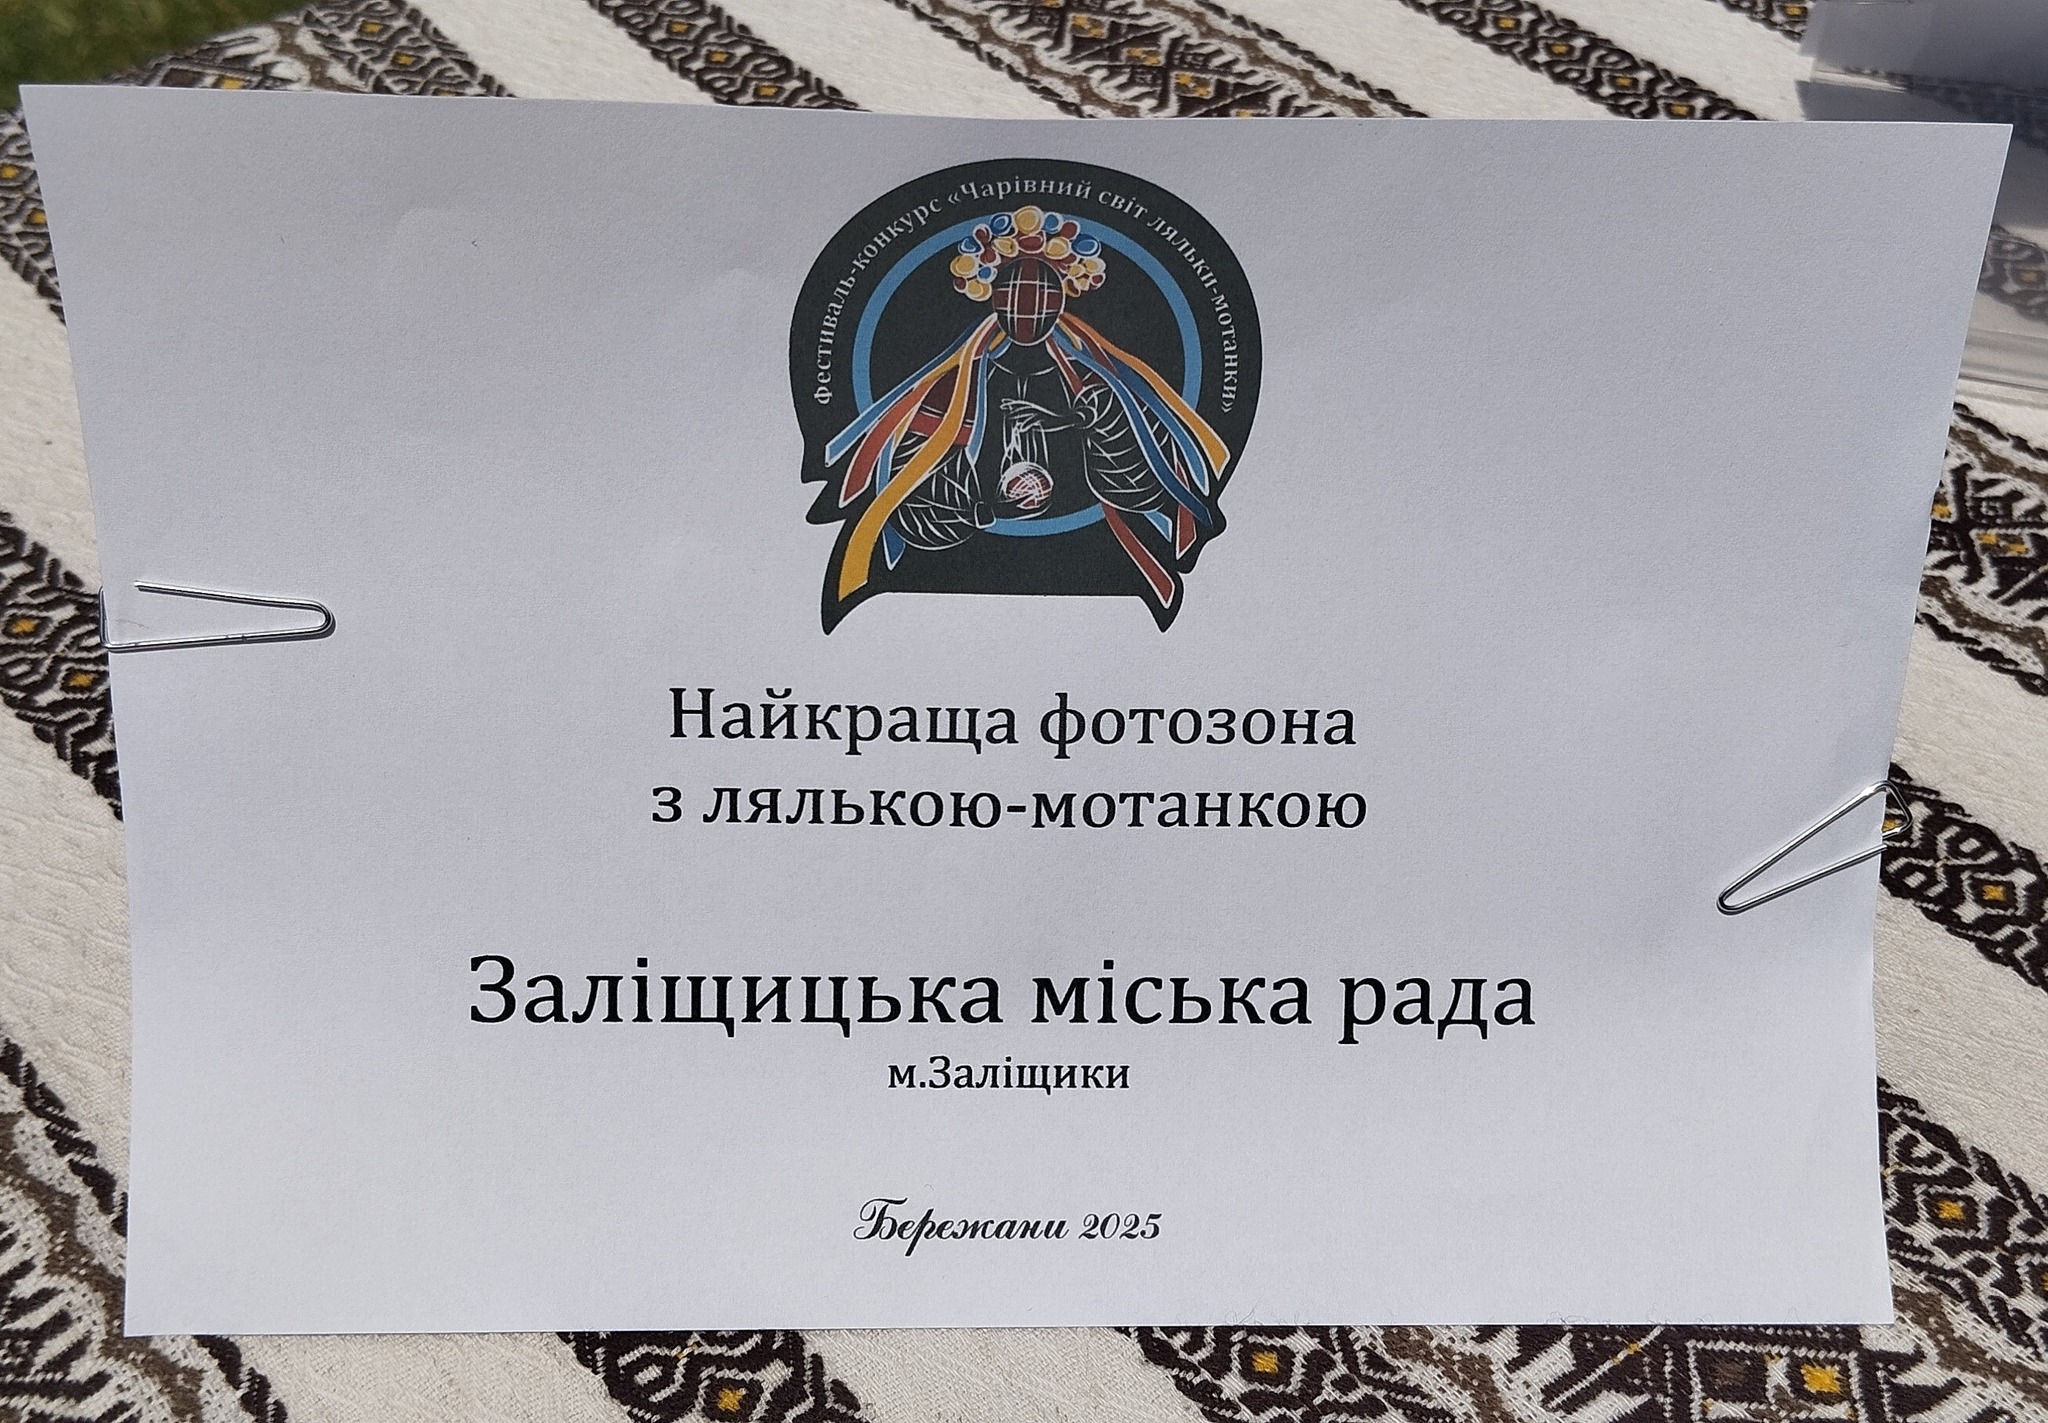 Фестиваль-конкурс «Чарівний світ ляльки-мотанки»
Найкраща фотозона
з лялькою-мотанкою
Заліщицька міська рада
м.Заліщики
Бережани 2025